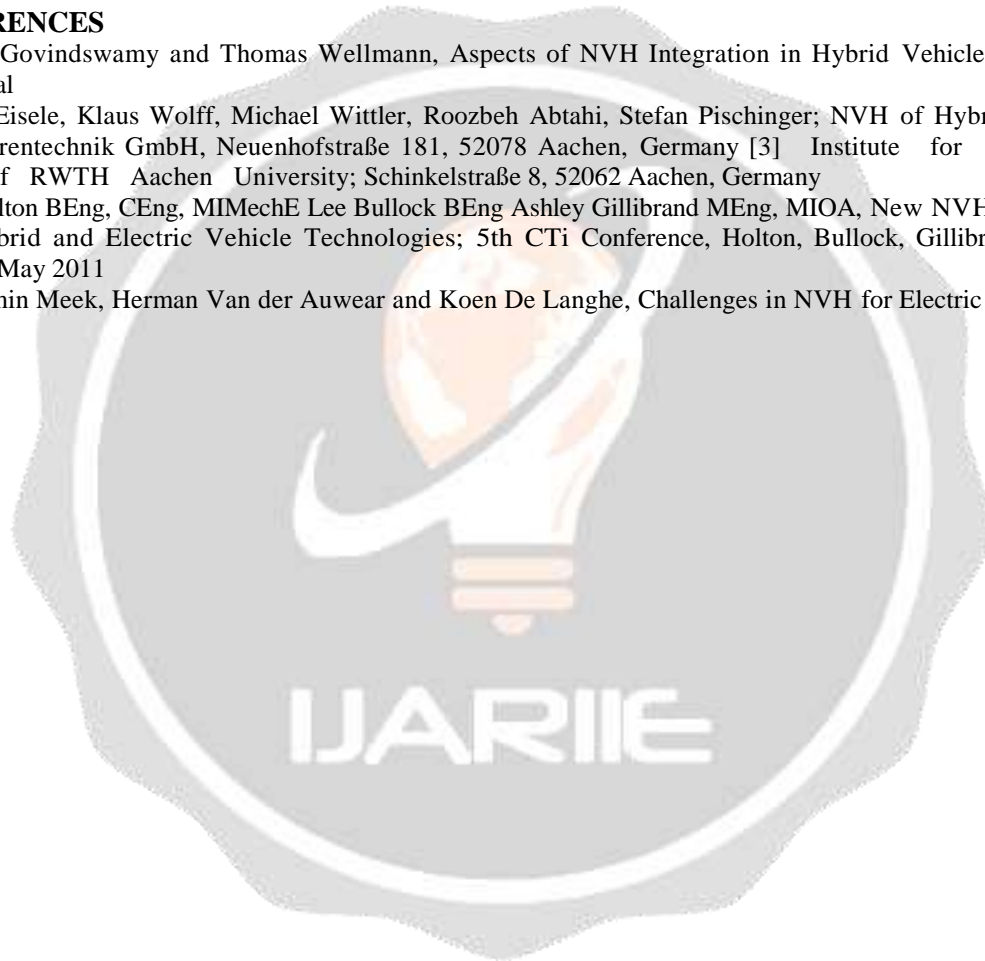 RENCES
Govindswamy and Thomas Wellmann, Aspects of NVH Integration in Hybrid Vehicle
al
Eisele, Klaus Wolff, Michael Wittler, Roozbeh Abtahi, Stefan Pischinger; NVH of Hybr
rentechnik GmbH, Neuenhofstraße 181, 52078 Aachen, Germany [3] Institute for
f RWTH Aachen University; Schinkelstraße 8, 52062 Aachen, Germany
lton BEng, CEng, MIMechE Lee Bullock BEng Ashley Gillibrand MEng, MIOA, New NVH
brid and Electric Vehicle Technologies; 5th CTi Conference, Holton, Bullock, Gillibr
May 2011
nin Meek, Herman Van der Auwear and Koen De Langhe, Challenges in NVH for Electric
IJARIIE